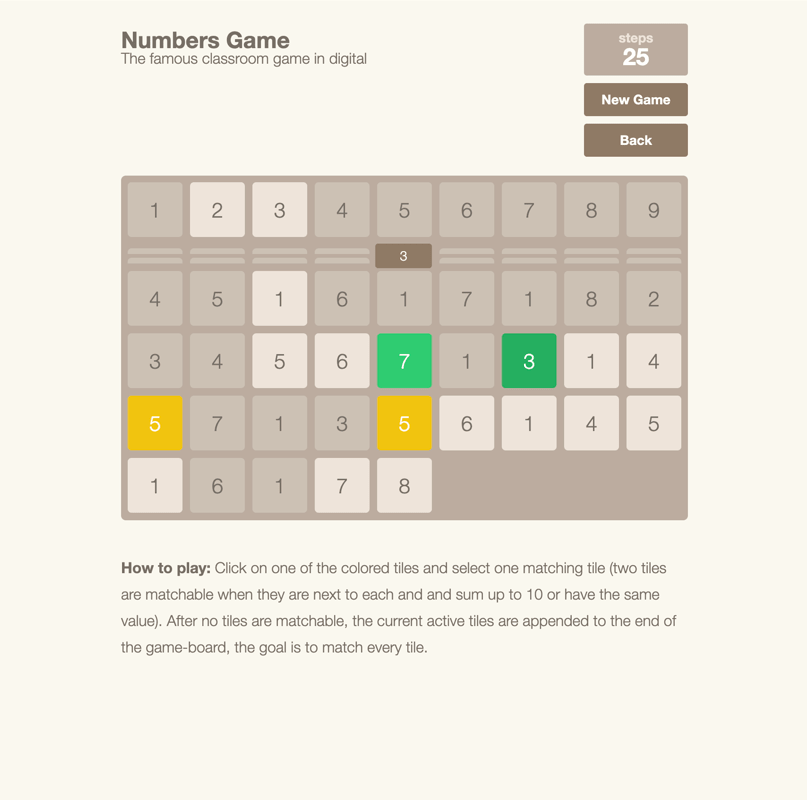 Numbers Game
The famous classroom game in digital
steps
25
New Game
Back
1 2 3 4 5 6 7 8 9
3
4 5 1 6 1 7 1 8 2
3 4 5 6 7 1 3 1 4
5 7 1 3 5 6 1 4 5
1 6 1 7 8
How to play: Click on one of the colored tiles and select one matching tile (two tiles
are matchable when they are next to each and and sum up to 10 or have the same
value). After no tiles are matchable, the current active tiles are appended to the end of
the game-board, the goal is to match every tile.